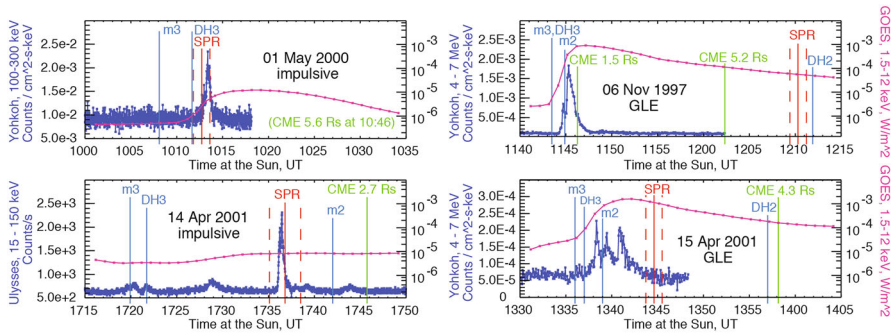 Yohkoh, 100-300 keV
Counts / cm^2-s-keV
2.5e-2
2.0e-2
1.5e-2
1.0e-2
5.0e-3
m3
DH3
SPR
01 May 2000
impulsive
(CME 5.6 Rs at 10:46)
10-3
10-4
10-5
10-6
1000 1005 1010 1015 1020 1025 1030 1035
Time at the Sun, UT
Yohkoh, 4 - 7 MeV
Counts / cm^2-s-keV
2.5E-3
2.0E-3
1.5E-3
1.0E-3
5.0E-4
m3,DH3
m2
CME 1.5 Rs
CME 5.2 Rs
SPR
DH2
06 Nov 1997
GLE
10-3
10-4
10-5
10-6
1140 1145 1150 1155 1200 1205 1210 1215
Time at the Sun, UT
GOES, 1.5-12 keV, W/m^2
Ulysses,15 - 150 keV
Counts/s
2.5e+3
2.0e+3
1.5e+3
1.0e+3
5.0e+2
m3
DH3
SPR
m2
CME 2.7 Rs
14 Apr 2001
impulsive
10-3
10-4
10-5
10-6
1715 1720 1725 1730 1735 1740 1745 1750
Time at the Sun, UT
Yohkoh, 4 - 7 MeV
Counts / cm^2-s-keV
3.0E-4
2.5E-4
2.0E-4
1.5E-4
1.0E-4
5.0E-5
0
m3
DH3
m2
SPR
DH2
CME 4.3 Rs
15 Apr 2001
GLE
10-3
10-4
10-5
10-6
1330 1335 1340 1345 1350 1355 1400 1405
Time at the Sun, UT
GOES, 1.5-12 keV, W/m^2